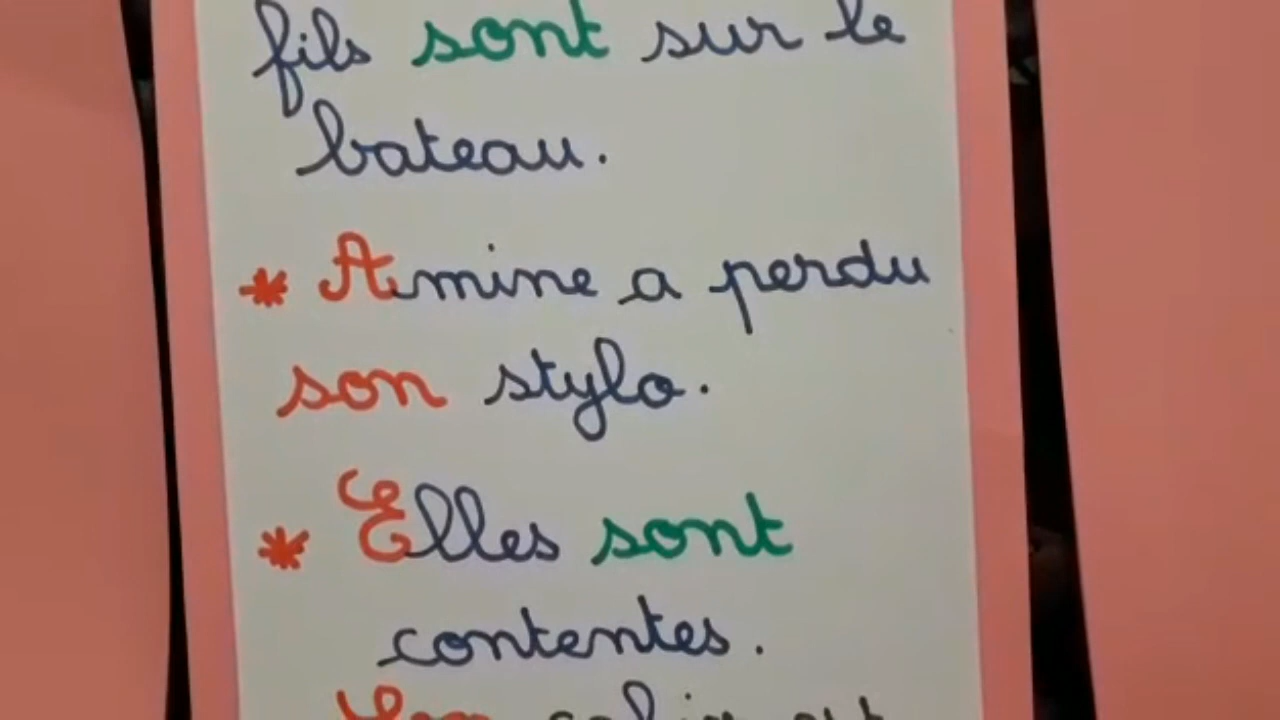 fils sont sur le
bateau.
* Amine a perdu
son stylo.
* Elles sont
contentes.